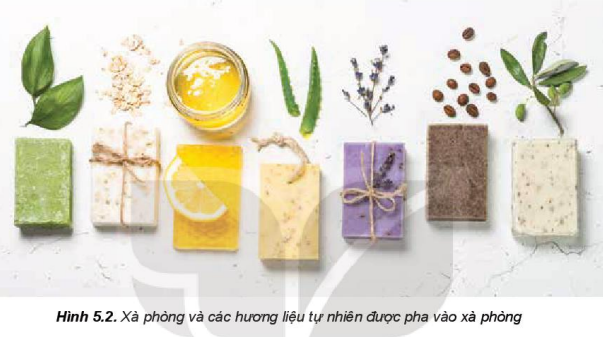 Hình 5.2. Xà phòng và các hương liệu tự nhiên được pha vào xà phòng